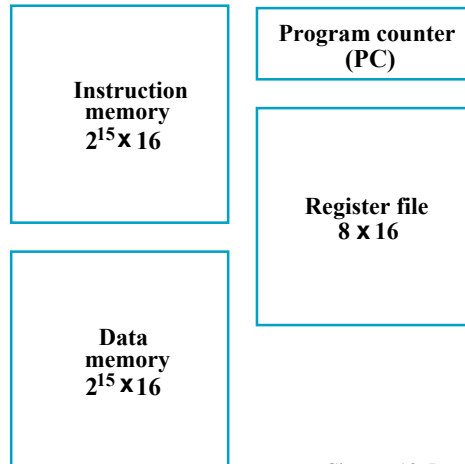 Instruction
memory
2¹⁵ x 16
Program counter
(PC)
Register file
8 x 16
Data
memory
2¹⁵ x 16